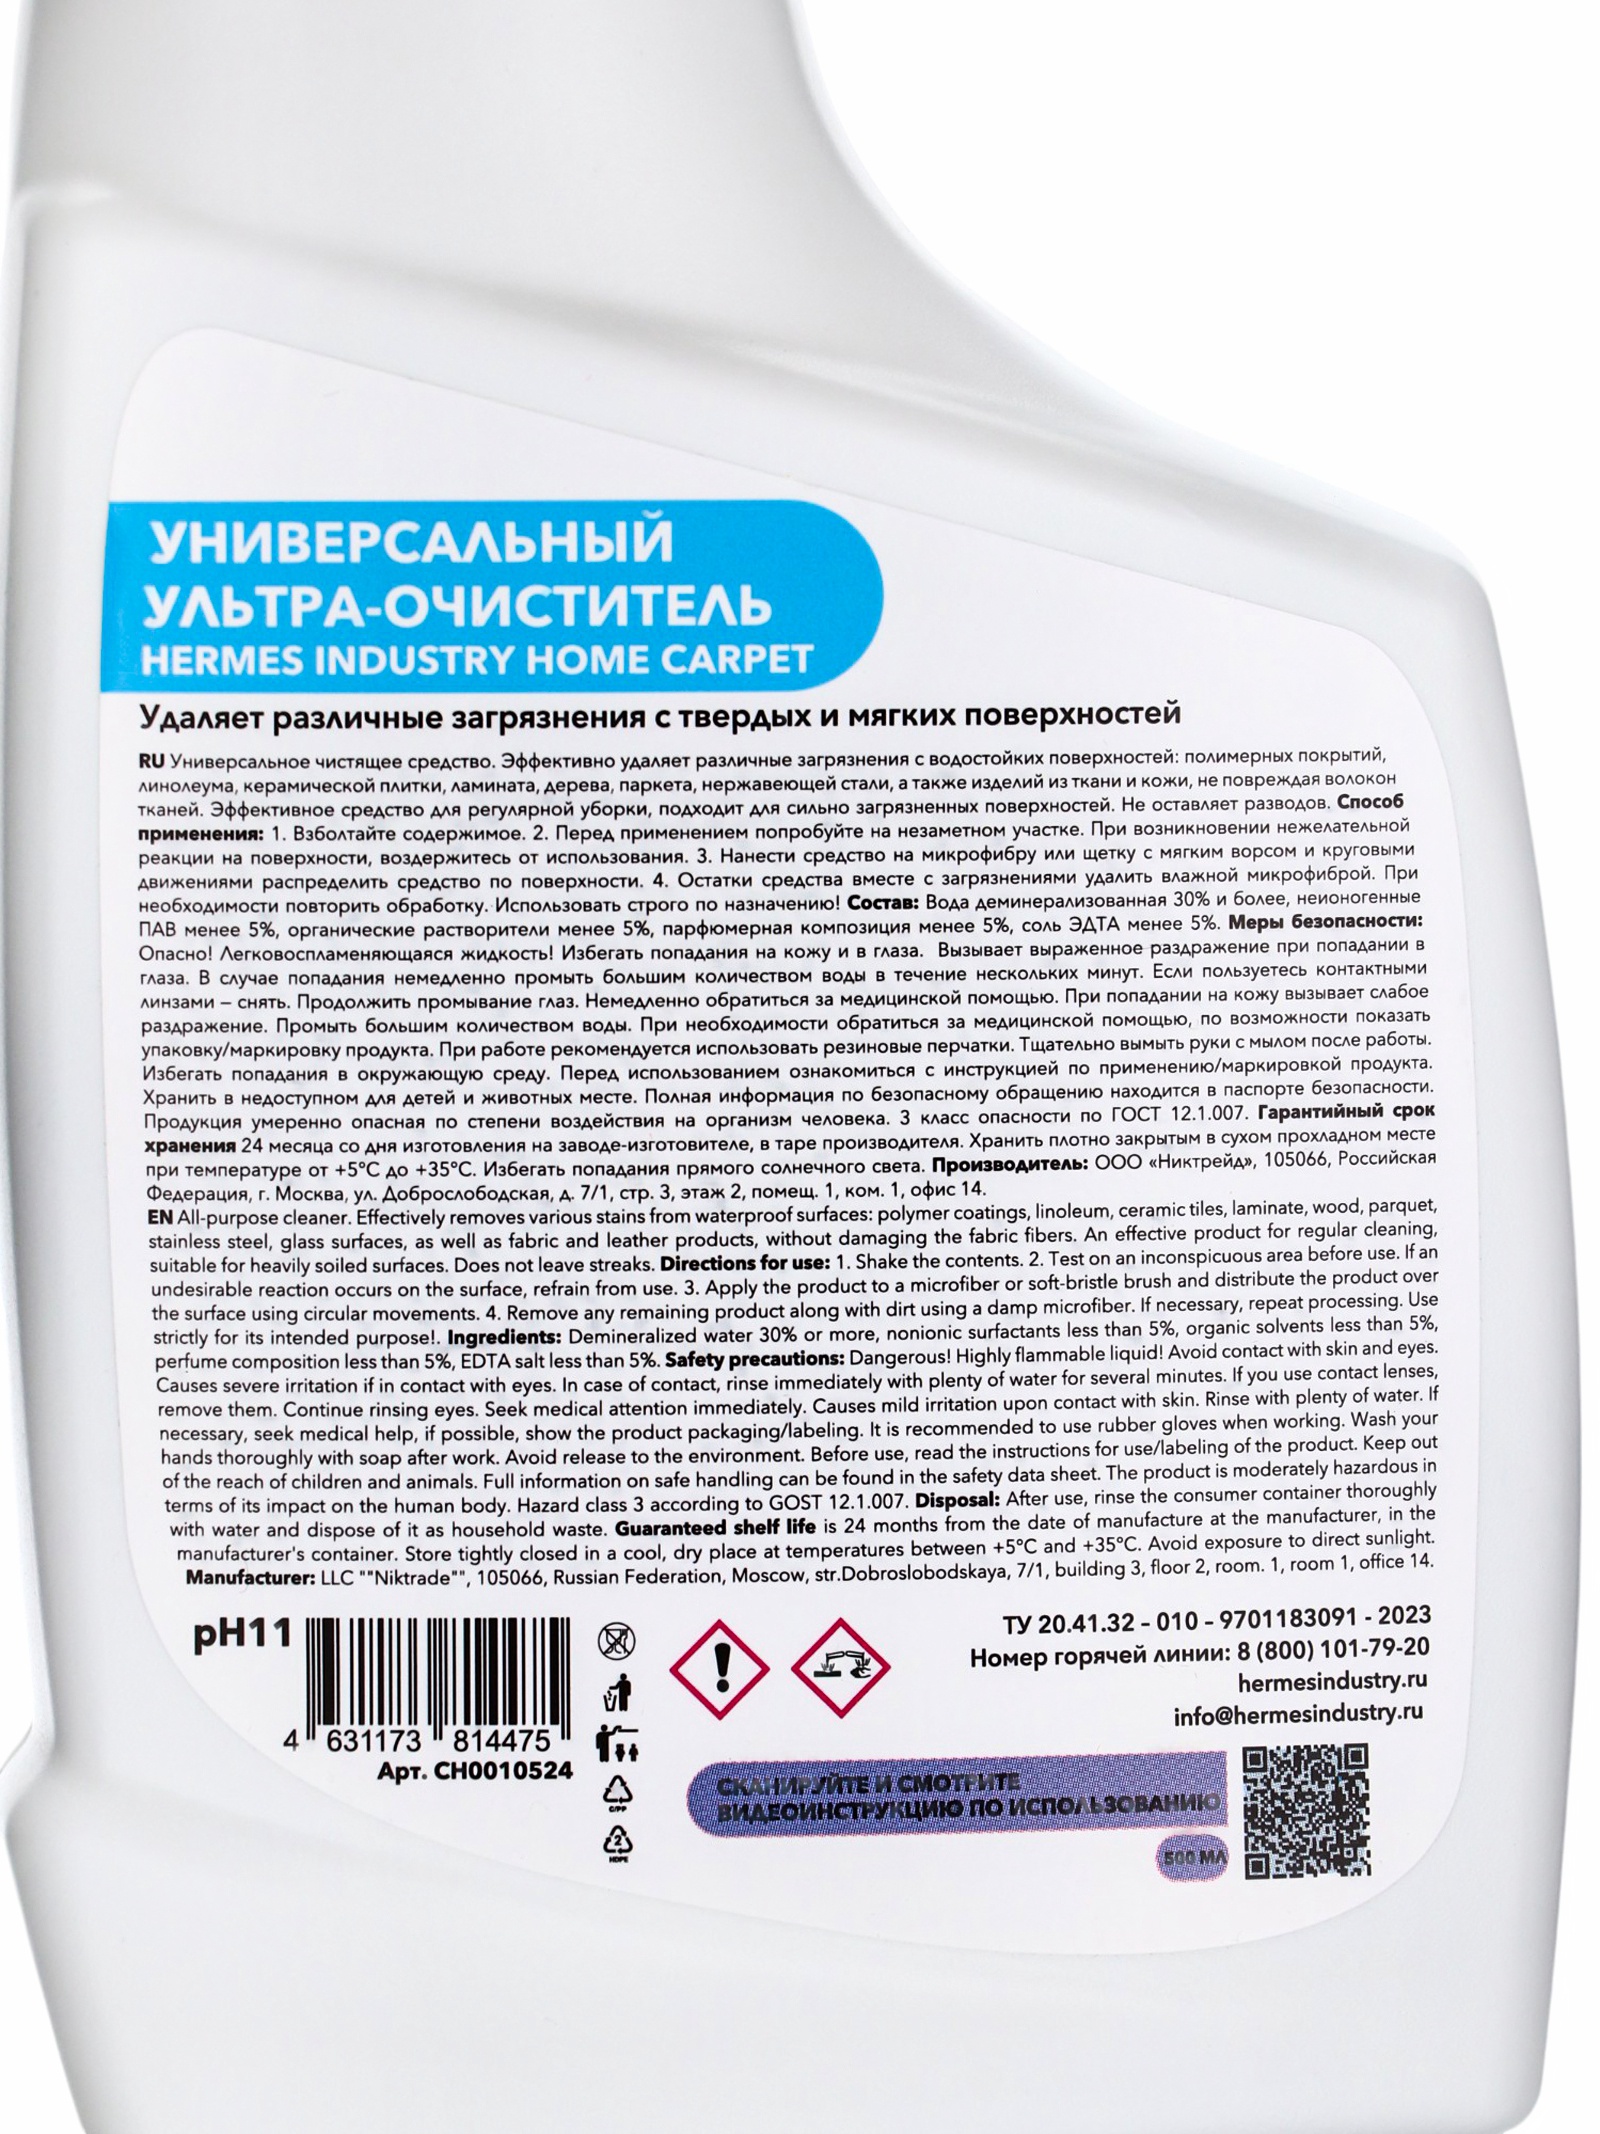 УНИВЕРСАЛЬНЫЙ
УЛЬТРА-ОЧИСТИТЕЛЬ
HERMES INDUSTRY HOME CARPET
Удаляет различные загрязнения с твердых и мягких поверхностей
RU Универсальное чистящее средство. Эффективно удаляет различные загрязнения с водостойких поверхностей: полимерных покрытий,
линолеума, керамической плитки, ламината, дерева, паркета, нержавеющей стали, а также изделий из ткани и кожи, не повреждая волокон
тканей. Эффективное средство для регулярной уборки, подходит для сильно загрязненных поверхностей. Не оставляет разводов. Способ
применения: 1. Взболтайте содержимое. 2. Перед применением попробуйте на незаметном участке. При возникновении нежелательной
реакции на поверхности, воздержитесь от использования. 3. Нанести средство на микрофибру или щетку с мягким ворсом и круговыми
движениями распределить средство по поверхности. 4. Остатки средства вместе с загрязнениями удалить влажной микрофиброй. При
необходимости повторить обработку. Использовать строго по назначению! Состав: Вода деминерализованная 30% и более, неионогенные
ПАВ менее 5%, органические растворители менее 5%, парфюмерная композиция менее 5%, соль ЭДТА менее 5%. Меры безопасности:
Опасно! Легковоспламеняющаяся жидкость! Избегать попадания на кожу и в глаза. Вызывает выраженное раздражение при попадании в
глаза. В случае попадания немедленно промыть большим количеством воды в течение нескольких минут. Если пользуетесь контактными
линзами – снять. Продолжить промывание глаз. Немедленно обратиться за медицинской помощью. При попадании на кожу вызывает слабое
раздражение. Промыть большим количеством воды. При необходимости обратиться за медицинской помощью, по возможности показать
упаковку/маркировку продукта. При работе рекомендуется использовать резиновые перчатки. Тщательно вымыть руки с мылом после работы.
Избегать попадания в окружающую среду. Перед использованием ознакомиться с инструкцией по применению/маркировкой продукта.
Хранить в недоступном для детей и животных месте. Полная информация по безопасному обращению находится в паспорте безопасности.
Продукция умеренно опасная по степени воздействия на организм человека. 3 класс опасности по ГОСТ 12.1.007. Гарантийный срок
хранения 24 месяца со дня изготовления на заводе-изготовителе, в таре производителя. Хранить плотно закрытым в сухом прохладном месте
при температуре от +5°C до +35°C. Избегать попадания прямого солнечного света. Производитель: ООО «Никтрейд», 105066, Российская
Федерация, г. Москва, ул. Доброслободская, д. 7/1, стр. 3, этаж 2, помещ. 1, ком. 1, офис 14.
EN All-purpose cleaner. Effectively removes various stains from waterproof surfaces: polymer coatings, linoleum, ceramic tiles, laminate, wood, parquet,
stainless steel, glass surfaces, as well as fabric and leather products, without damaging the fabric fibers. An effective product for regular cleaning,
suitable for heavily soiled surfaces. Does not leave streaks. Directions for use: 1. Shake the contents. 2. Test on an inconspicuous area before use. If an
undesirable reaction occurs on the surface, refrain from use. 3. Apply the product to a microfiber or soft-bristle brush and distribute the product over
the surface using circular movements. 4. Remove any remaining product along with dirt using a damp microfiber. If necessary, repeat processing. Use
strictly for its intended purpose!. Ingredients: Demineralized water 30% or more, nonionic surfactants less than 5%, organic solvents less than 5%,
perfume composition less than 5%, EDTA salt less than 5%. Safety precautions: Dangerous! Highly flammable liquid! Avoid contact with skin and eyes.
Causes severe irritation if in contact with eyes. In case of contact, rinse immediately with plenty of water for several minutes. If you use contact lenses,
remove them. Continue rinsing eyes. Seek medical attention immediately. Causes mild irritation upon contact with skin. Rinse with plenty of water. If
necessary, seek medical help, if possible, show the product packaging/labeling. It is recommended to use rubber gloves when working. Wash your
hands thoroughly with soap after work. Avoid release to the environment. Before use, read the instructions for use/labeling of the product. Keep out
of the reach of children and animals. Full information on safe handling can be found in the safety data sheet. The product is moderately hazardous in
terms of its impact on the human body. Hazard class 3 according to GOST 12.1.007. Disposal: After use, rinse the consumer container thoroughly
with water and dispose of it as household waste. Guaranteed shelf life is 24 months from the date of manufacture at the manufacturer, in the
manufacturer's container. Store tightly closed in a cool, dry place at temperatures between +5°C and +35°C. Avoid exposure to direct sunlight.
Manufacturer: LLC ""Niktrade"", 105066, Russian Federation, Moscow, str.Dobroslobodskaya, 7/1, building 3, floor 2, room. 1, room 1, office 14.
pH11
4 631173 814475
Арт. CH0010524
C/PP
2
HDPE
ТУ 20.41.32 - 010 - 9701183091 - 2023
Номер горячей линии: 8 (800) 101-79-20
hermesindustry.ru
info@hermesindustry.ru
СКАНИРУЙТЕ И СМОТРИТЕ
ВИДЕОИНСТРУКЦИЮ ПО ИСПОЛЬЗОВАНИЮ
500 МЛ